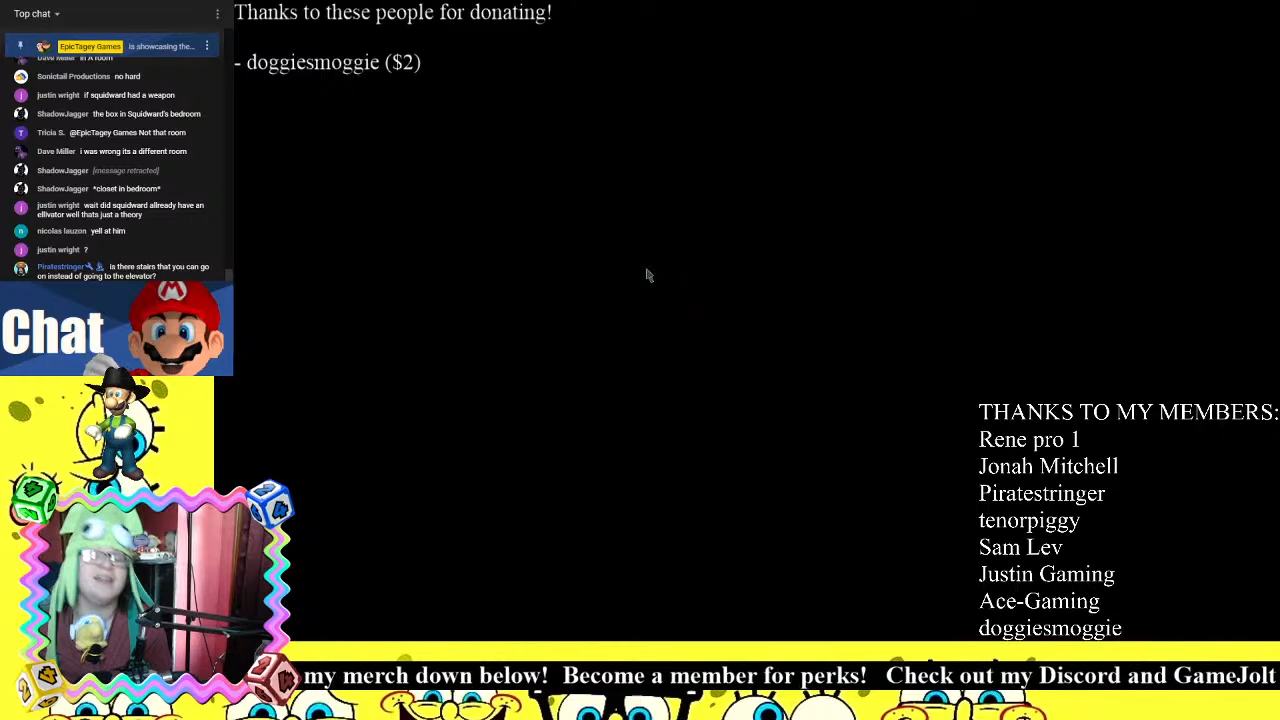 Top chat
EpicTagey Games is showcasing the...
Dave Miller in A room
Sonictail Productions no hard
justin wright if squidward had a weapon
ShadowJagger the box in Squidward's bedroom
Tricia S. @EpicTagey Games Not that room
Dave Miller i was wrong its a different room
ShadowJagger [message retracted]
ShadowJagger *closet in bedroom*
justin wright wait did squidward allready have an
ellivator well thats just a theory
nicolas lauzon yell at him
justin wright ?
Piratestringer is there stairs that you can go
on instead of going to the elevator?
Chat
Thanks to these people for donating!
- doggiesmoggie ($2)
THANKS TO MY MEMBERS:
Rene pro 1
Jonah Mitchell
Piratestringer
tenorpiggy
Sam Lev
Justin Gaming
Ace-Gaming
doggiesmoggie
my merch down below! Become a member for perks! Check out my Discord and GameJolt